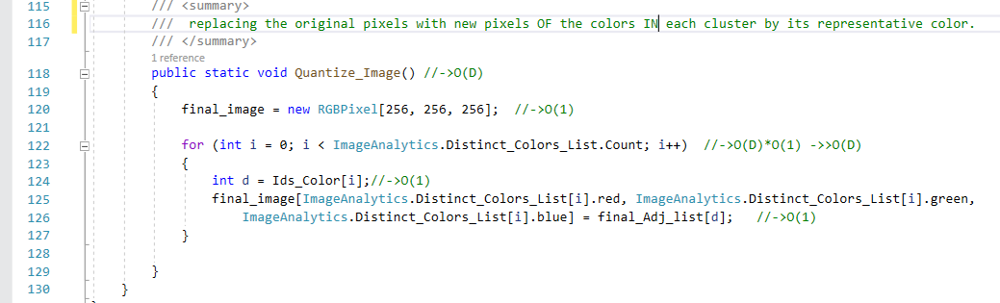 115 /// <summary>
116 /// replacing the original pixels with new pixels OF the colors IN each cluster by its representative color.
117 /// </summary>
1 reference
118 public static void Quantize_Image() //->O(D)
119 {
120 final_image = new RGBPixel[256, 256, 256]; //->O(1)
121
122 for (int i = 0; i < ImageAnalytics.Distinct_Colors_List.Count; i++) //->O(D)*O(1) ->>O(D)
123 {
124 int d = Ids_Color[i];//->O(1)
125 final_image[ImageAnalytics.Distinct_Colors_List[i].red, ImageAnalytics.Distinct_Colors_List[i].green,
126 ImageAnalytics.Distinct_Colors_List[i].blue] = final_Adj_list[d]; //->O(1)
127 }
128
129 }
130 }